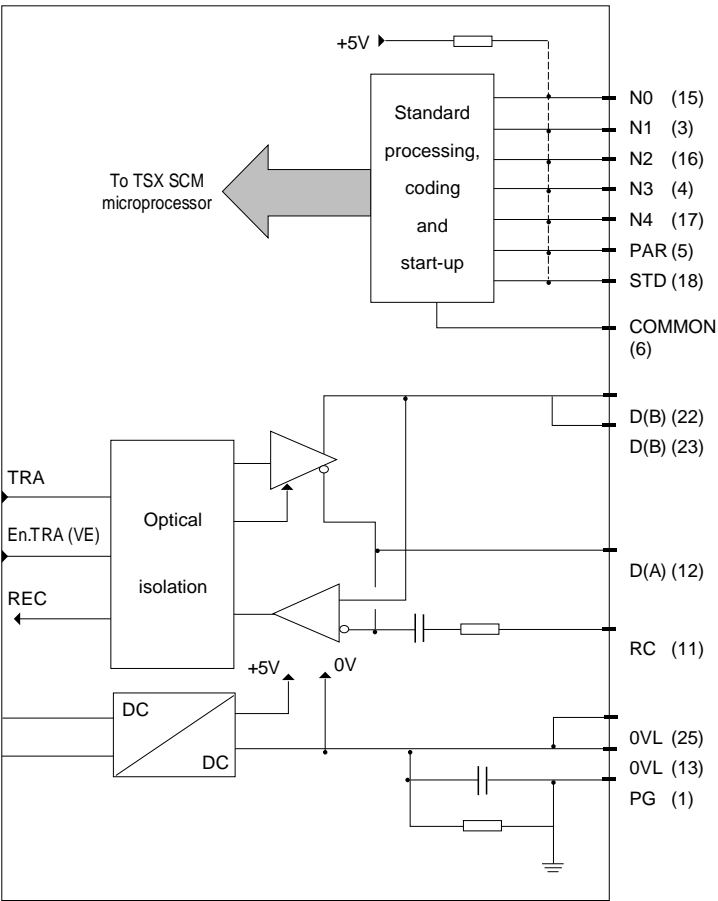 +5V
N0 (15)
Standard
N1 (3)
processing,
N2 (16)
To TSX SCM
microprocessor
coding
N3 (4)
and
N4 (17)
start-up
PAR (5)
STD (18)
COMMON
(6)
D(B) (22)
D(B) (23)
TRA
Optical
En.TRA (VE)
D(A) (12)
isolation
REC
RC (11)
+5V
0V
DC
DC
0VL (25)
0VL (13)
PG (1)